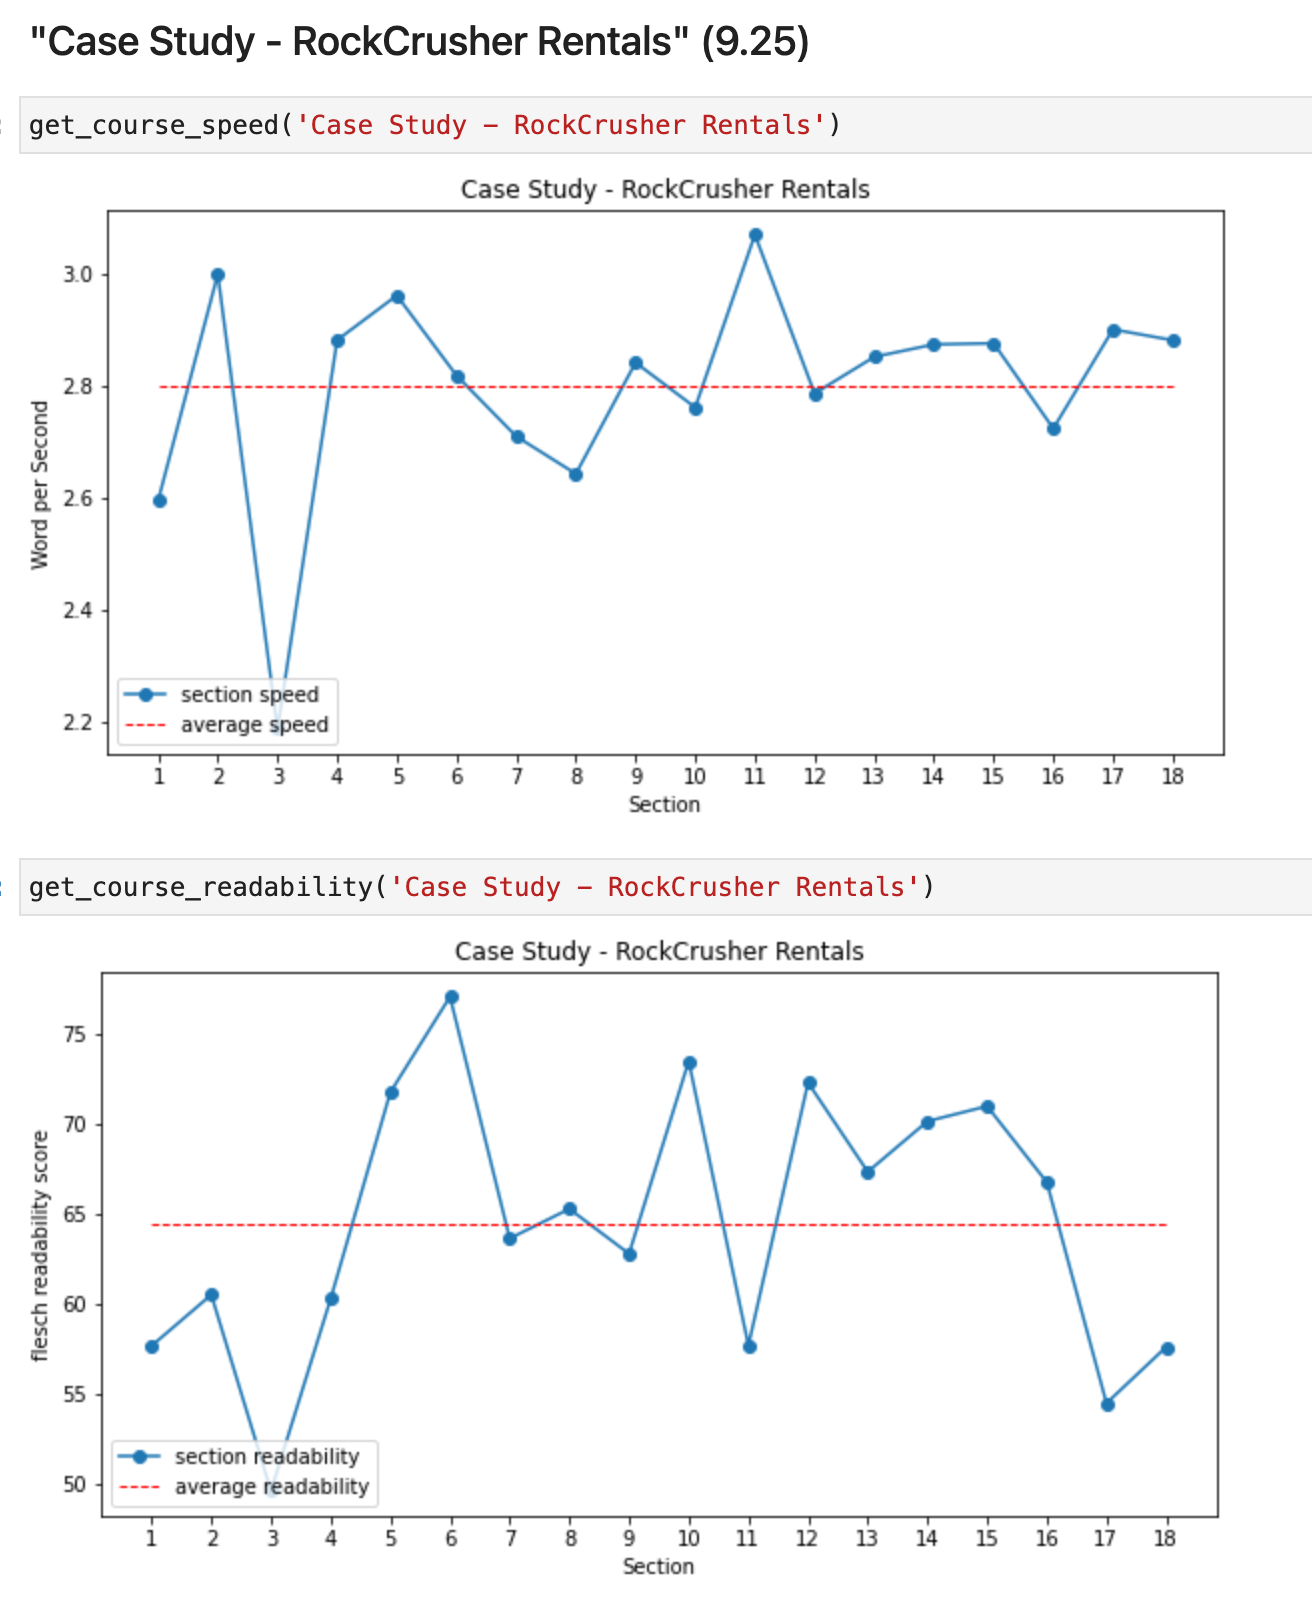 "Case Study - RockCrusher Rentals" (9.25)
get_course_speed('Case Study - RockCrusher Rentals')
Case Study - RockCrusher Rentals
3.0
2.8
2.6
2.4
2.2
Word per Second
section speed
average speed
1 2 3 4 5 6 7 8 9 10 11 12 13 14 15 16 17 18
Section
get_course_readability('Case Study - RockCrusher Rentals')
Case Study - RockCrusher Rentals
75
70
65
60
55
50
flesch readability score
section readability
average readability
1 2 3 4 5 6 7 8 9 10 11 12 13 14 15 16 17 18
Section